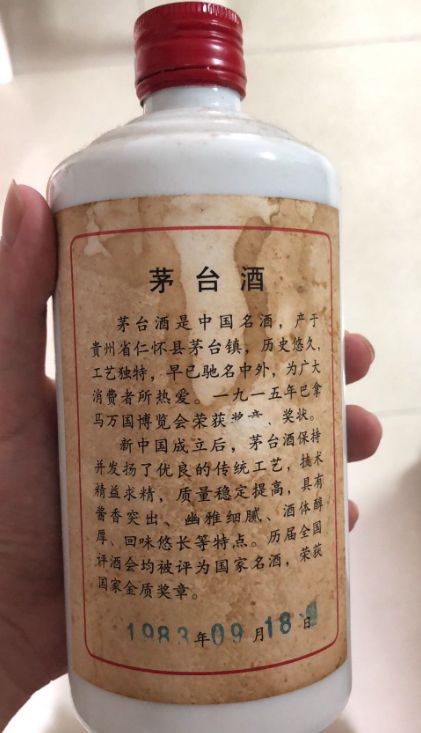 茅台酒
茅台酒是中国名酒，产于
贵州省仁怀县茅台镇，历史悠久、
工艺独特，早已驰名中外，为广大
消费者所热爱。一九一五年巴拿
马万国博览会荣获奖章、奖状。
新中国成立后，茅台酒保持
并发扬了优良的传统工艺，技术
精益求精，质量稳定提高，具有
酱香突出、幽雅细腻、酒体醇
厚、回味悠长等特点。历届全国
评酒会均被评为国家名酒，荣获
国家金质奖章。
1983年09月18日